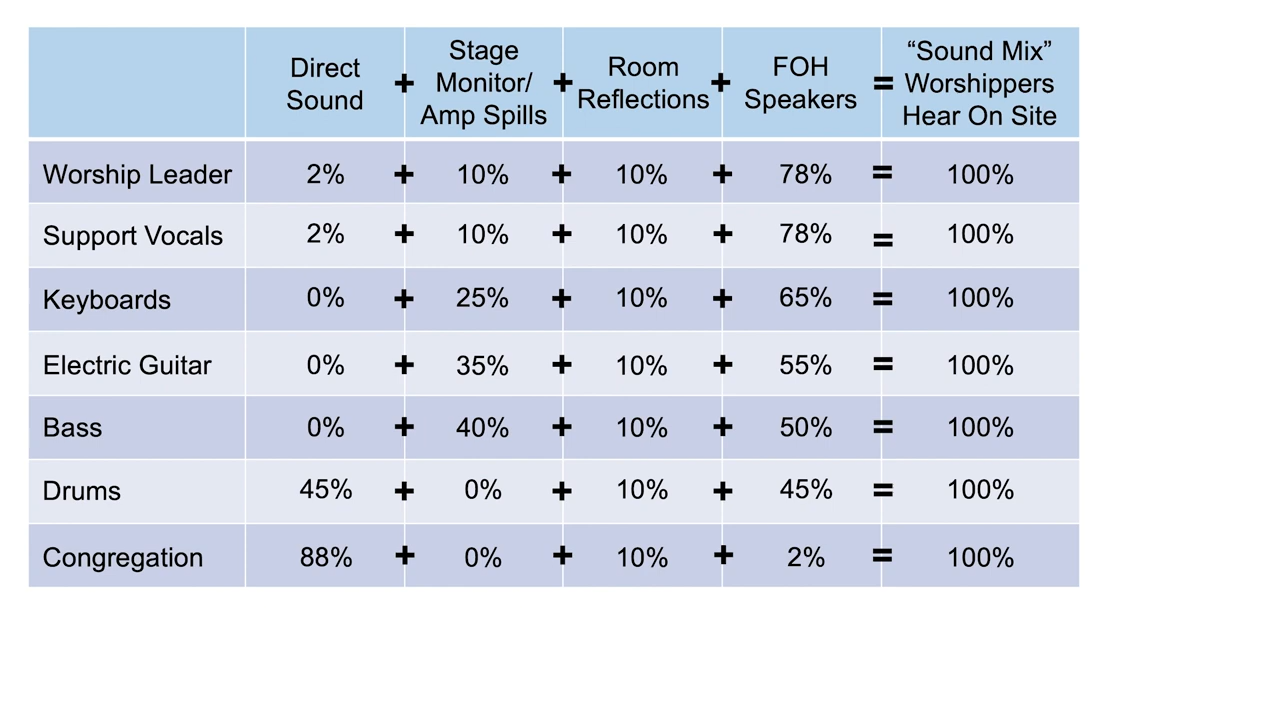 Direct Sound + Stage Monitor/ Amp Spills + Room Reflections + FOH Speakers = “Sound Mix” Worshippers Hear On Site
Worship Leader 2% + 10% + 10% + 78% = 100%
Support Vocals 2% + 10% + 10% + 78% = 100%
Keyboards 0% + 25% + 10% + 65% = 100%
Electric Guitar 0% + 35% + 10% + 55% = 100%
Bass 0% + 40% + 10% + 50% = 100%
Drums 45% + 0% + 10% + 45% = 100%
Congregation 88% + 0% + 10% + 2% = 100%